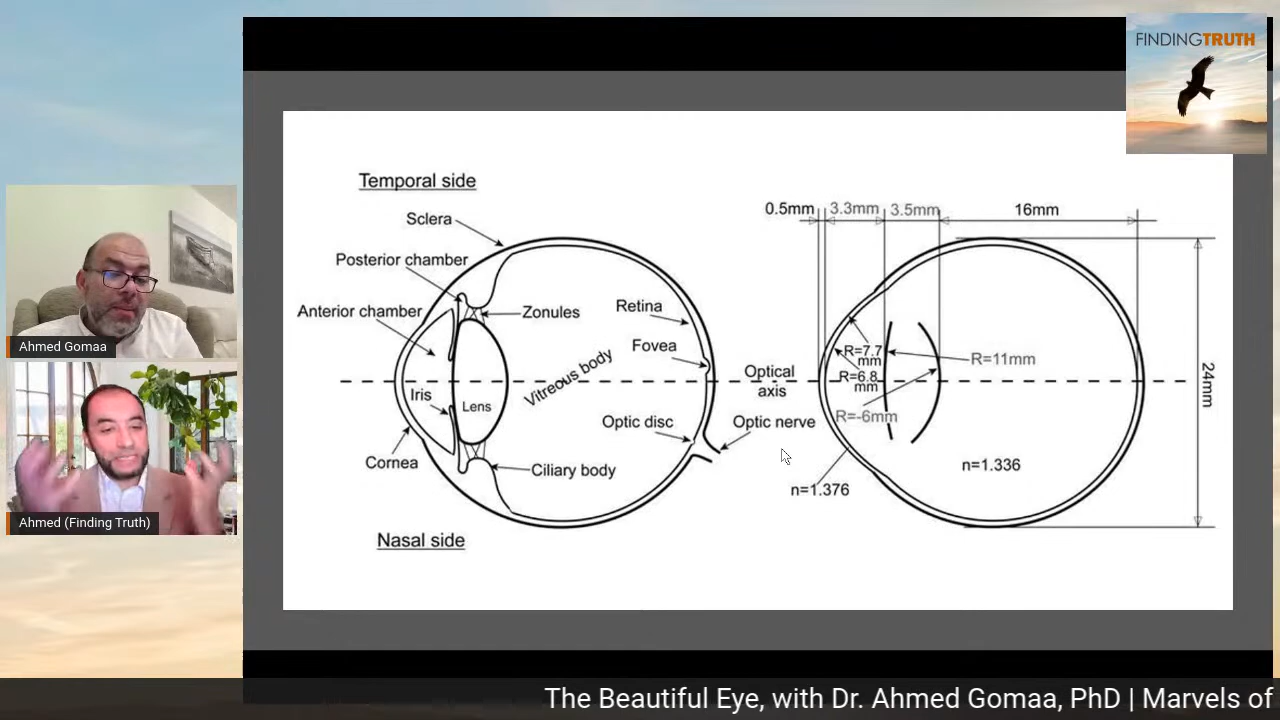 FINDINGTRUTH
Temporal side
Sclera
Posterior chamber
Anterior chamber
Zonules
Retina
Fovea
Vitreous body
Iris
Lens
Optic disc
Optic nerve
Optical
axis
Cornea
Ciliary body
Nasal side
0.5mm
3.3mm
3.5mm
16mm
R=7.7
mm
R=6.8
mm
R=11mm
R=-6mm
24mm
n=1.336
n=1.376
Ahmed Gomaa
Ahmed (Finding Truth)
The Beautiful Eye, with Dr. Ahmed Gomaa, PhD | Marvels of